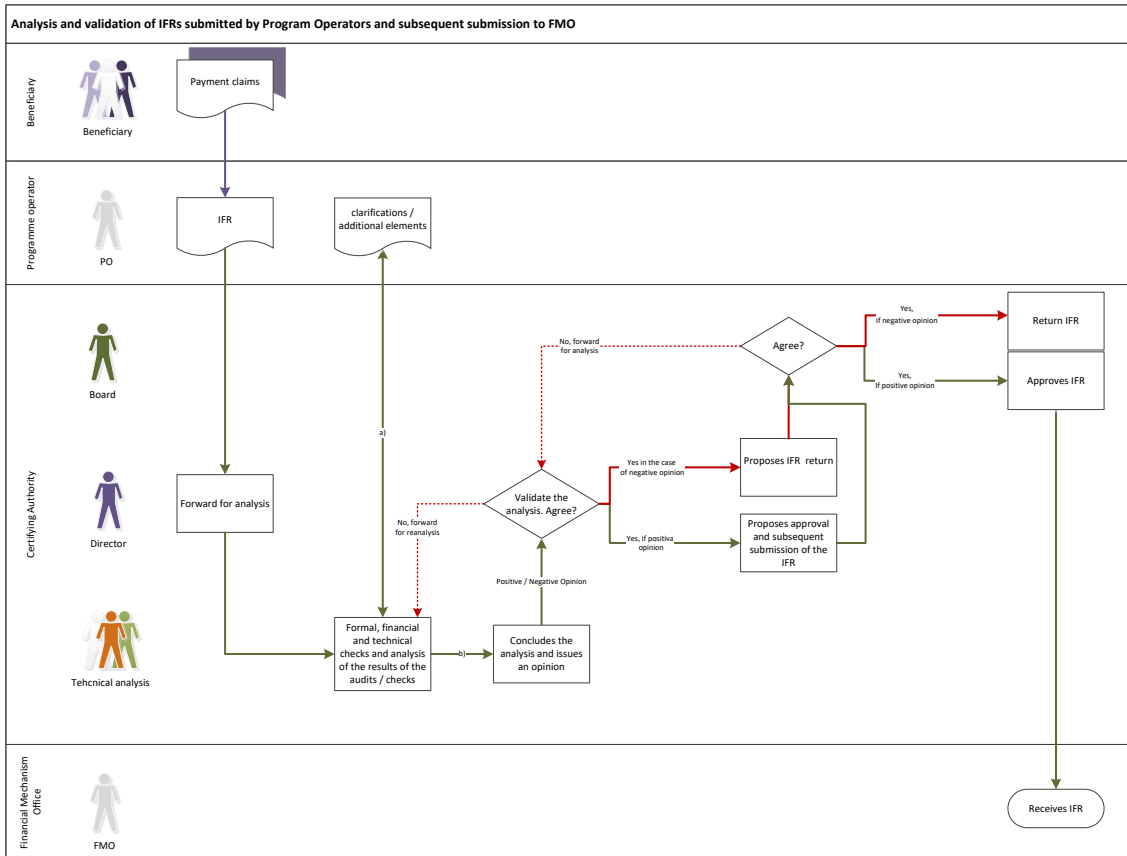 Analysis and validation of IFRs submitted by Program Operators and subsequent submission to FMO
Beneficiary
Beneficiary
Payment claims
Programme operator
PO
IFR
clarifications /
additional elements
Certifying Authority
Board
No, forward
for analysis
Agree?
Yes,
if negative opinion
Return IFR
Yes,
If positive opinion
Approves IFR
a)
Director
Forward for analysis
No, forward
for reanalysis
Validate the
analysis. Agree?
Yes in the case
of negative opinion
Proposes IFR return
Yes, if positiva
opinion
Proposes approval
and subsequent
submission of the
IFR
Positive / Negative Opinion
Tehcnical analysis
Formal, financial
and technical
checks and analysis
of the results of the
audits / checks
b)
Concludes the
analysis and issues
an opinion
Financial Mechanism
Office
FMO
Receives IFR